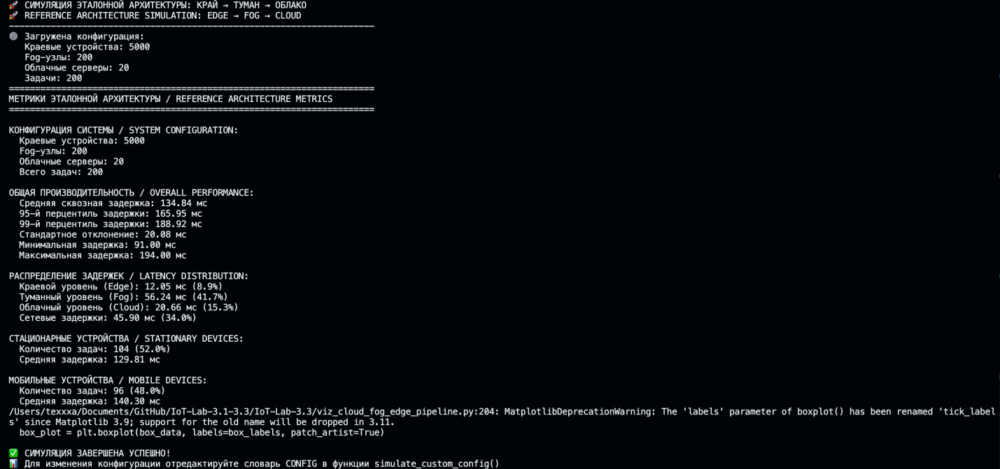 🚀 СИМУЛЯЦИЯ ЭТАЛОННОЙ АРХИТЕКТУРЫ: КРАЙ → ТУМАН → ОБЛАКО
🚀 REFERENCE ARCHITECTURE SIMULATION: EDGE → FOG → CLOUD
----------------------------------------------------------------------
⚙️ Загружена конфигурация:
   Краевые устройства: 5000
   Fog-узлы: 200
   Облачные серверы: 20
   Задачи: 200
======================================================================
МЕТРИКИ ЭТАЛОННОЙ АРХИТЕКТУРЫ / REFERENCE ARCHITECTURE METRICS
======================================================================

КОНФИГУРАЦИЯ СИСТЕМЫ / SYSTEM CONFIGURATION:
  Краевые устройства: 5000
  Fog-узлы: 200
  Облачные серверы: 20
  Всего задач: 200

ОБЩАЯ ПРОИЗВОДИТЕЛЬНОСТЬ / OVERALL PERFORMANCE:
  Средняя сквозная задержка: 134.84 мс
  95-й перцентиль задержки: 165.95 мс
  99-й перцентиль задержки: 188.92 мс
  Стандартное отклонение: 20.08 мс
  Минимальная задержка: 91.00 мс
  Максимальная задержка: 194.00 мс

РАСПРЕДЕЛЕНИЕ ЗАДЕРЖЕК / LATENCY DISTRIBUTION:
  Краевой уровень (Edge): 12.05 мс (8.9%)
  Туманный уровень (Fog): 56.24 мс (41.7%)
  Облачный уровень (Cloud): 20.66 мс (15.3%)
  Сетевые задержки: 45.90 мс (34.0%)

СТАЦИОНАРНЫЕ УСТРОЙСТВА / STATIONARY DEVICES:
  Количество задач: 104 (52.0%)
  Средняя задержка: 129.81 мс

МОБИЛЬНЫЕ УСТРОЙСТВА / MOBILE DEVICES:
  Количество задач: 96 (48.0%)
  Средняя задержка: 140.30 мс
/Users/texxxa/Documents/GitHub/IoT-Lab-3.1-3.3/IoT-Lab-3.3/viz_cloud_fog_edge_pipeline.py:204: MatplotlibDeprecationWarning: The 'labels' parameter of boxplot() has been renamed 'tick_label
s' since Matplotlib 3.9; support for the old name will be dropped in 3.11.
  box_plot = plt.boxplot(box_data, labels=box_labels, patch_artist=True)

✅ СИМУЛЯЦИЯ ЗАВЕРШЕНА УСПЕШНО!
📊 Для изменения конфигурации отредактируйте словарь CONFIG в функции simulate_custom_config()